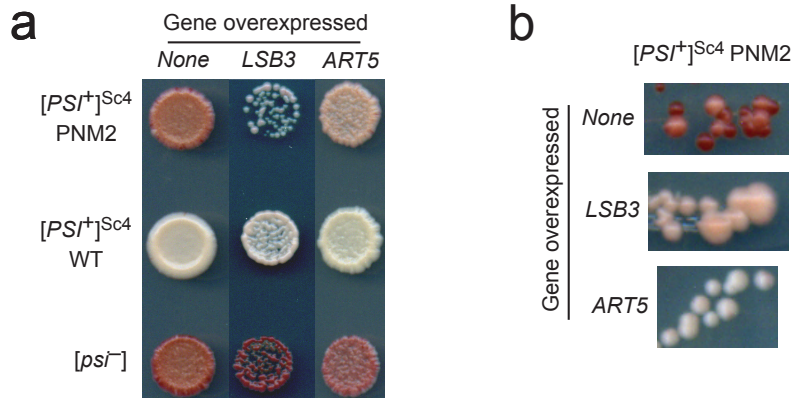 a
Gene overexpressed
None LSB3 ART5
[PSI⁺]ˢᶜ⁴
PNM2
[PSI⁺]ˢᶜ⁴
WT
[psi⁻]
b
[PSI⁺]ˢᶜ⁴ PNM2
Gene overexpressed
None
LSB3
ART5